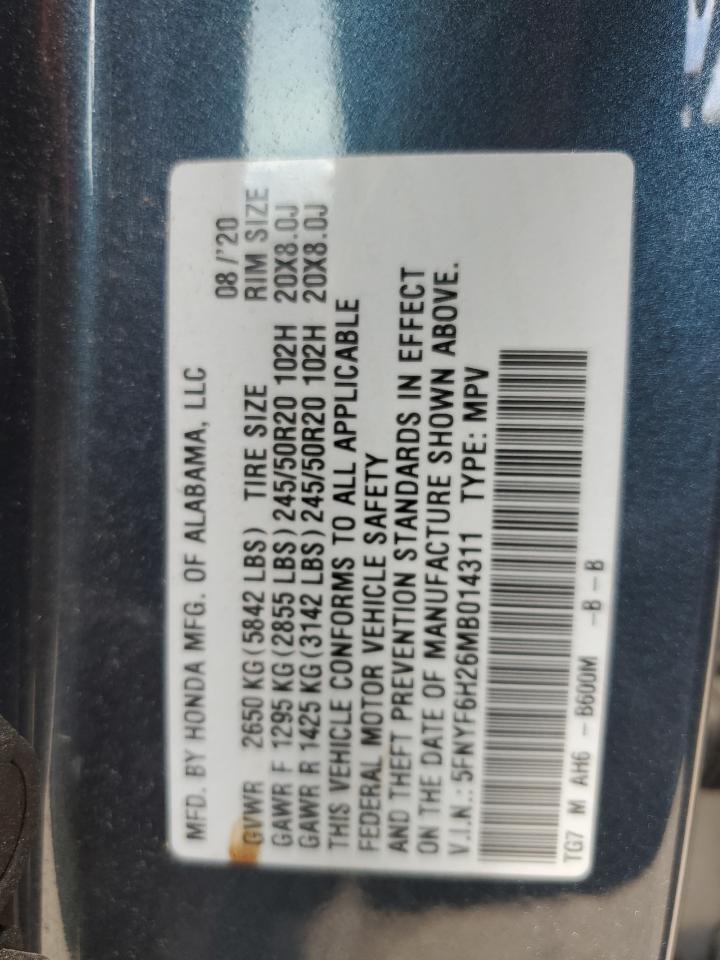 MFD. BY HONDA MFG. OF ALABAMA, LLC
08/'20
GVWR 2650 KG(5842 LBS) TIRE SIZE RIM SIZE
GAWR F 1295 KG(2855 LBS)245/50R20 102H 20X8.0J
GAWR R 1425 KG(3142 LBS)245/50R20 102H 20X8.0J
THIS VEHICLE CONFORMS TO ALL APPLICABLE
FEDERAL MOTOR VEHICLE SAFETY
AND THEFT PREVENTION STANDARDS IN EFFECT
ON THE DATE OF MANUFACTURE SHOWN ABOVE.
V.I.N.:5FNYF6H26MB014311 TYPE: MPV
TG7 M AH6 -B600M -B-B